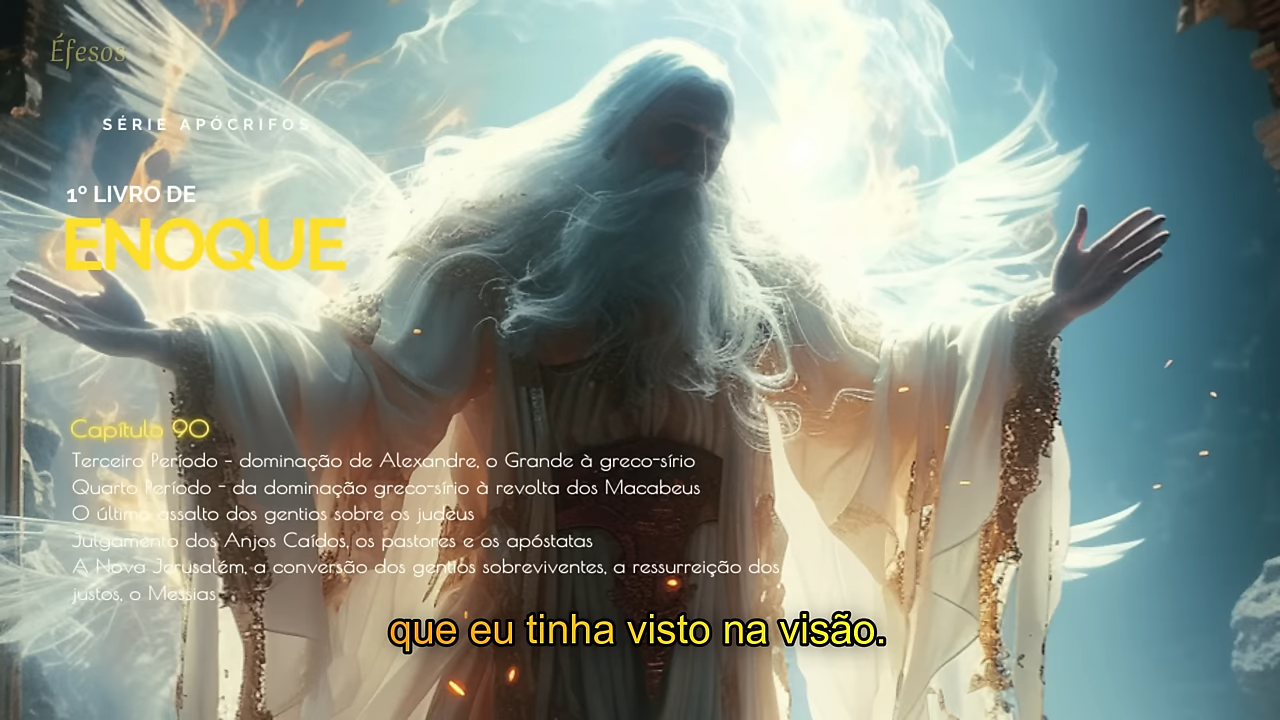 Éfesos
SÉRIE APÓCRIFOS
1º LIVRO DE
ENOQUE
Capítulo 90
Terceiro Período - dominação de Alexandre, o Grande à greco-sírio
Quarto Período - da dominação greco-sírio à revolta dos Macabeus
O último assalto dos gentios sobre os judeus
Julgamento dos Anjos Caídos, os pastores e os apóstatas
A Nova Jerusalém, a conversão dos gentios sobreviventes, a ressurreição dos
justos, o Messias
que eu tinha visto na visão.